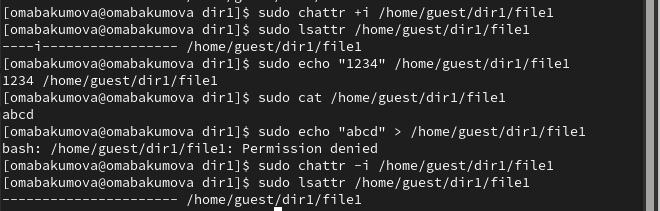 [omabakumova@omabakumova dir1]$ sudo chattr +i /home/guest/dir1/file1
[omabakumova@omabakumova dir1]$ sudo lsattr /home/guest/dir1/file1
----i----------------- /home/guest/dir1/file1
[omabakumova@omabakumova dir1]$ sudo echo "1234" /home/guest/dir1/file1
1234 /home/guest/dir1/file1
[omabakumova@omabakumova dir1]$ sudo cat /home/guest/dir1/file1
abcd
[omabakumova@omabakumova dir1]$ sudo echo "abcd" > /home/guest/dir1/file1
bash: /home/guest/dir1/file1: Permission denied
[omabakumova@omabakumova dir1]$ sudo chattr -i /home/guest/dir1/file1
[omabakumova@omabakumova dir1]$ sudo lsattr /home/guest/dir1/file1
---------------------- /home/guest/dir1/file1